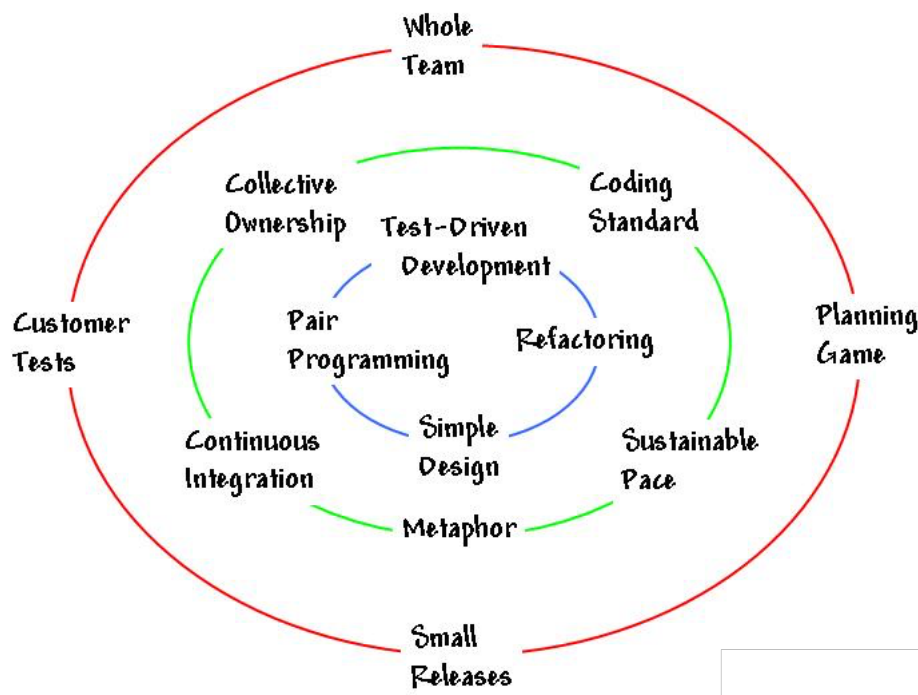 Whole
Team
Collective
Ownership
Coding
Standard
Test-Driven
Development
Customer
Tests
Pair
Programming
Refactoring
Planning
Game
Continuous
Integration
Simple
Design
Sustainable
Pace
Metaphor
Small
Releases